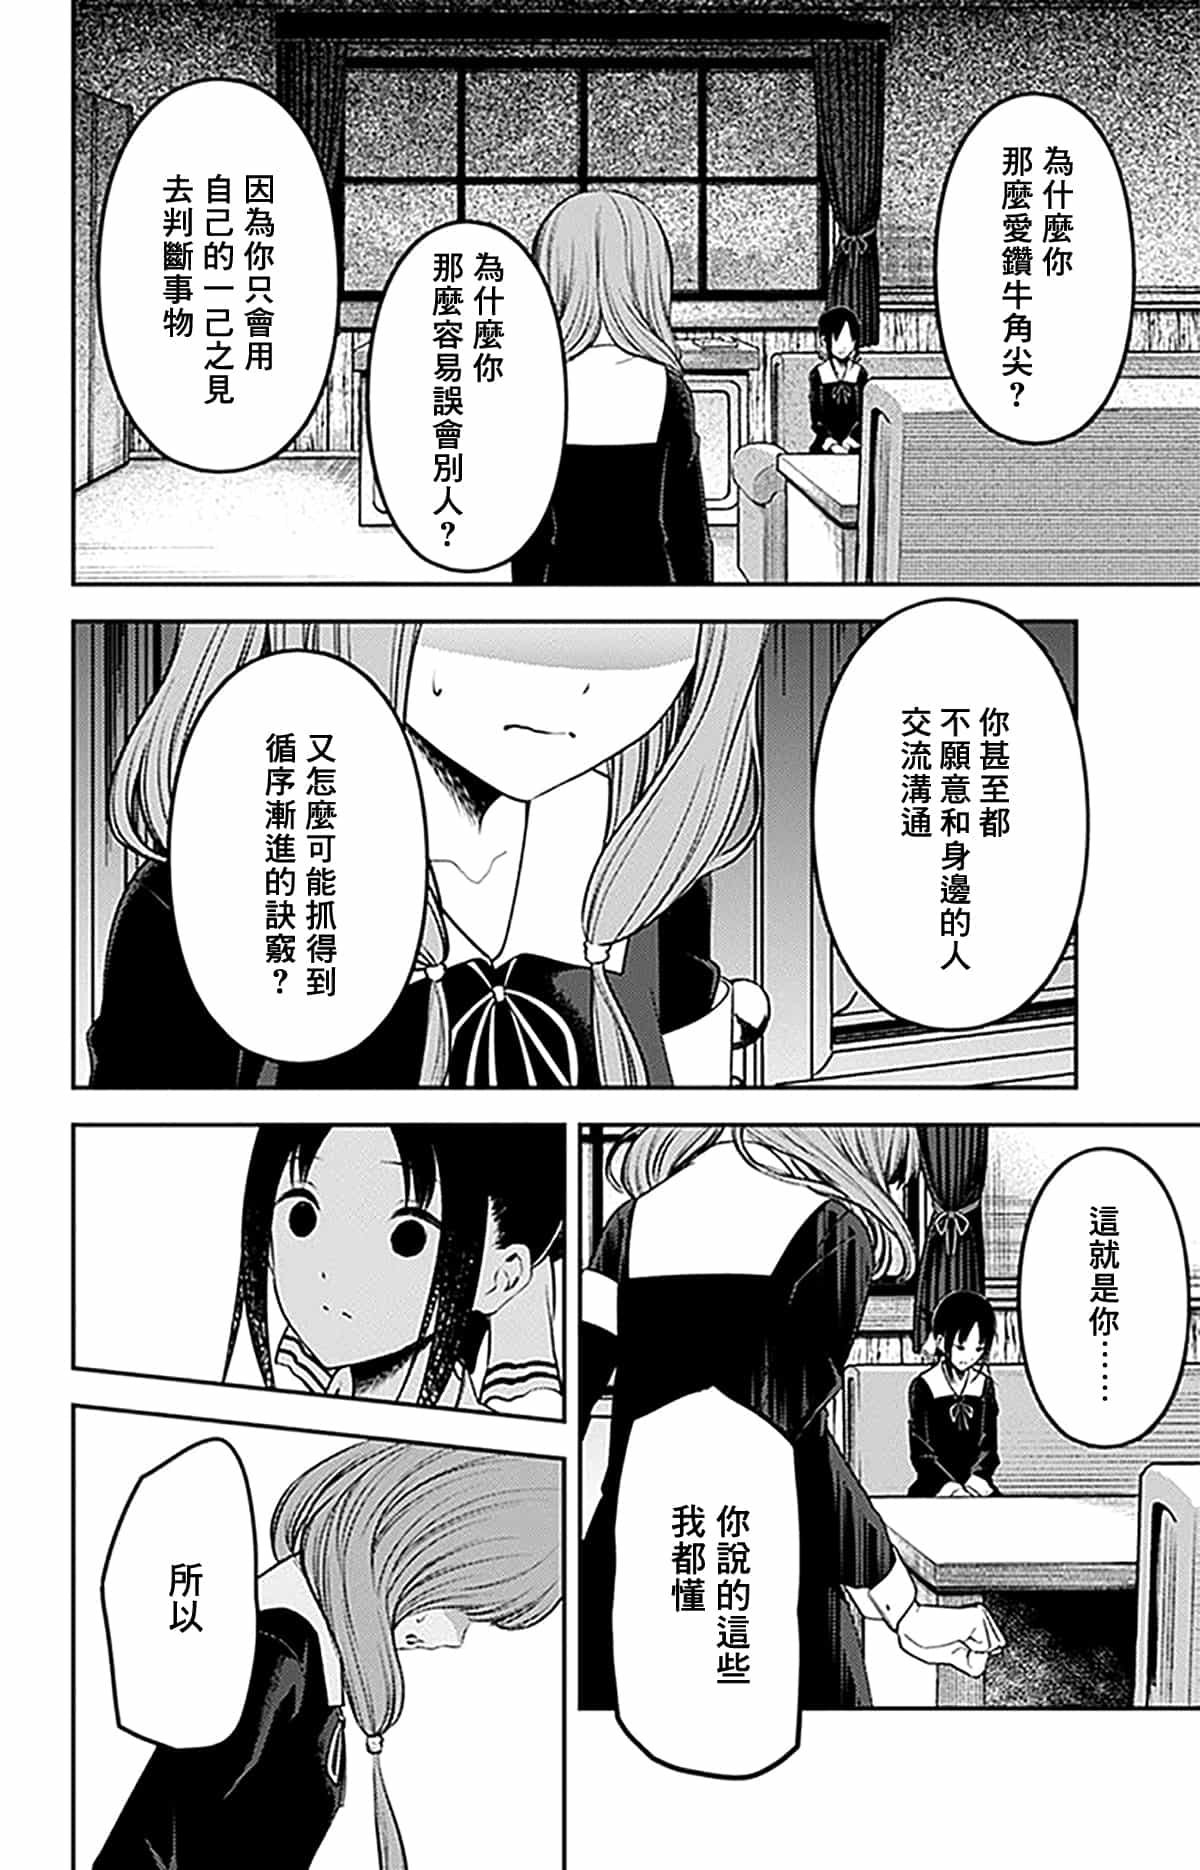 為什麼你
那麼愛鑽牛角尖?
為什麼你
那麼容易誤會別人?
因為你只會用
自己的一己之見
去判斷事物
你甚至都
不願意和身邊的人
交流溝通
又怎麼可能抓得到
循序漸進的訣竅?
這就是你……
你說的這些
我都懂
所以